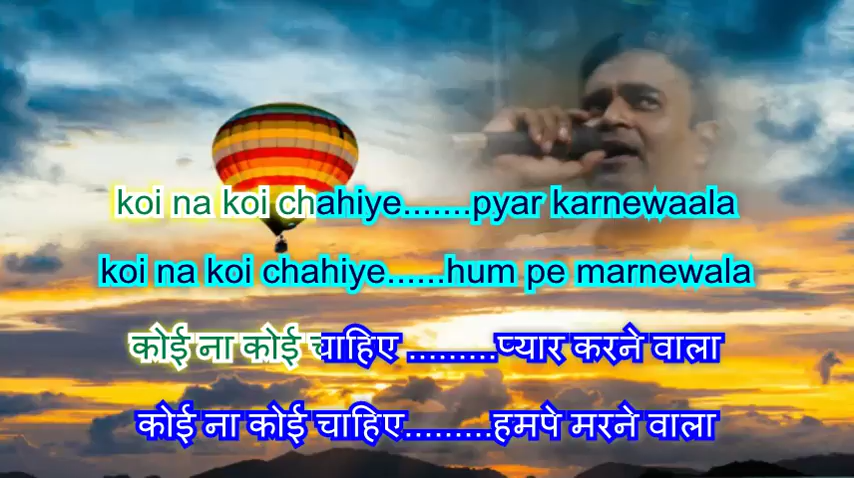 koi na koi chahiye.......pyar karnewaala
koi na koi chahiye......hum pe marnewala
कोई ना कोई चाहिए .........प्यार करने वाला
कोई ना कोई चाहिए.........हमपे मरने वाला